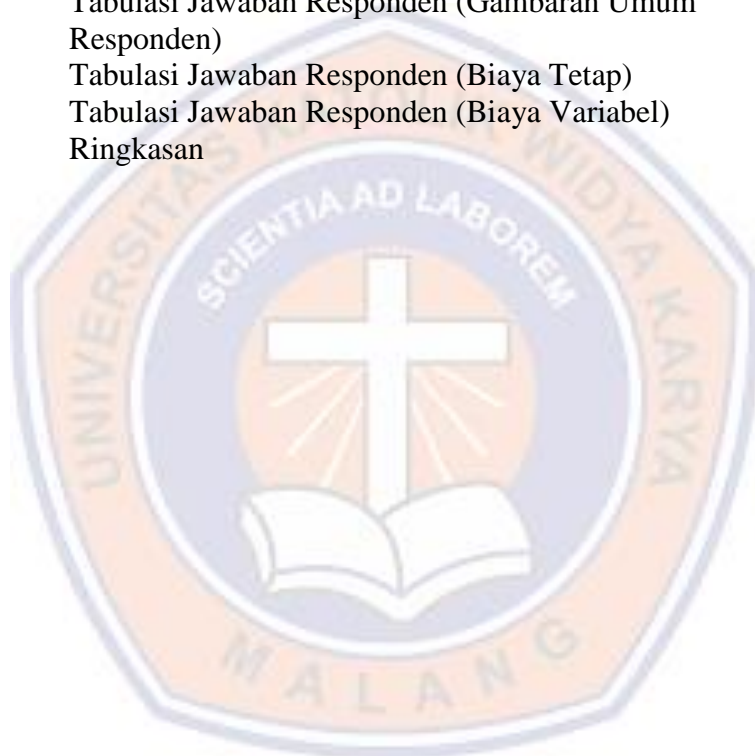 Tabulasi Jawaban Responden (Gambaran Umum
Responden)
Tabulasi Jawaban Responden (Biaya Tetap)
Tabulasi Jawaban Responden (Biaya Variabel)
Ringkasan
UNIVERSITAS KATOLIK WIDYA KARYA
SCIENTIA AD LABOREM
MALANG